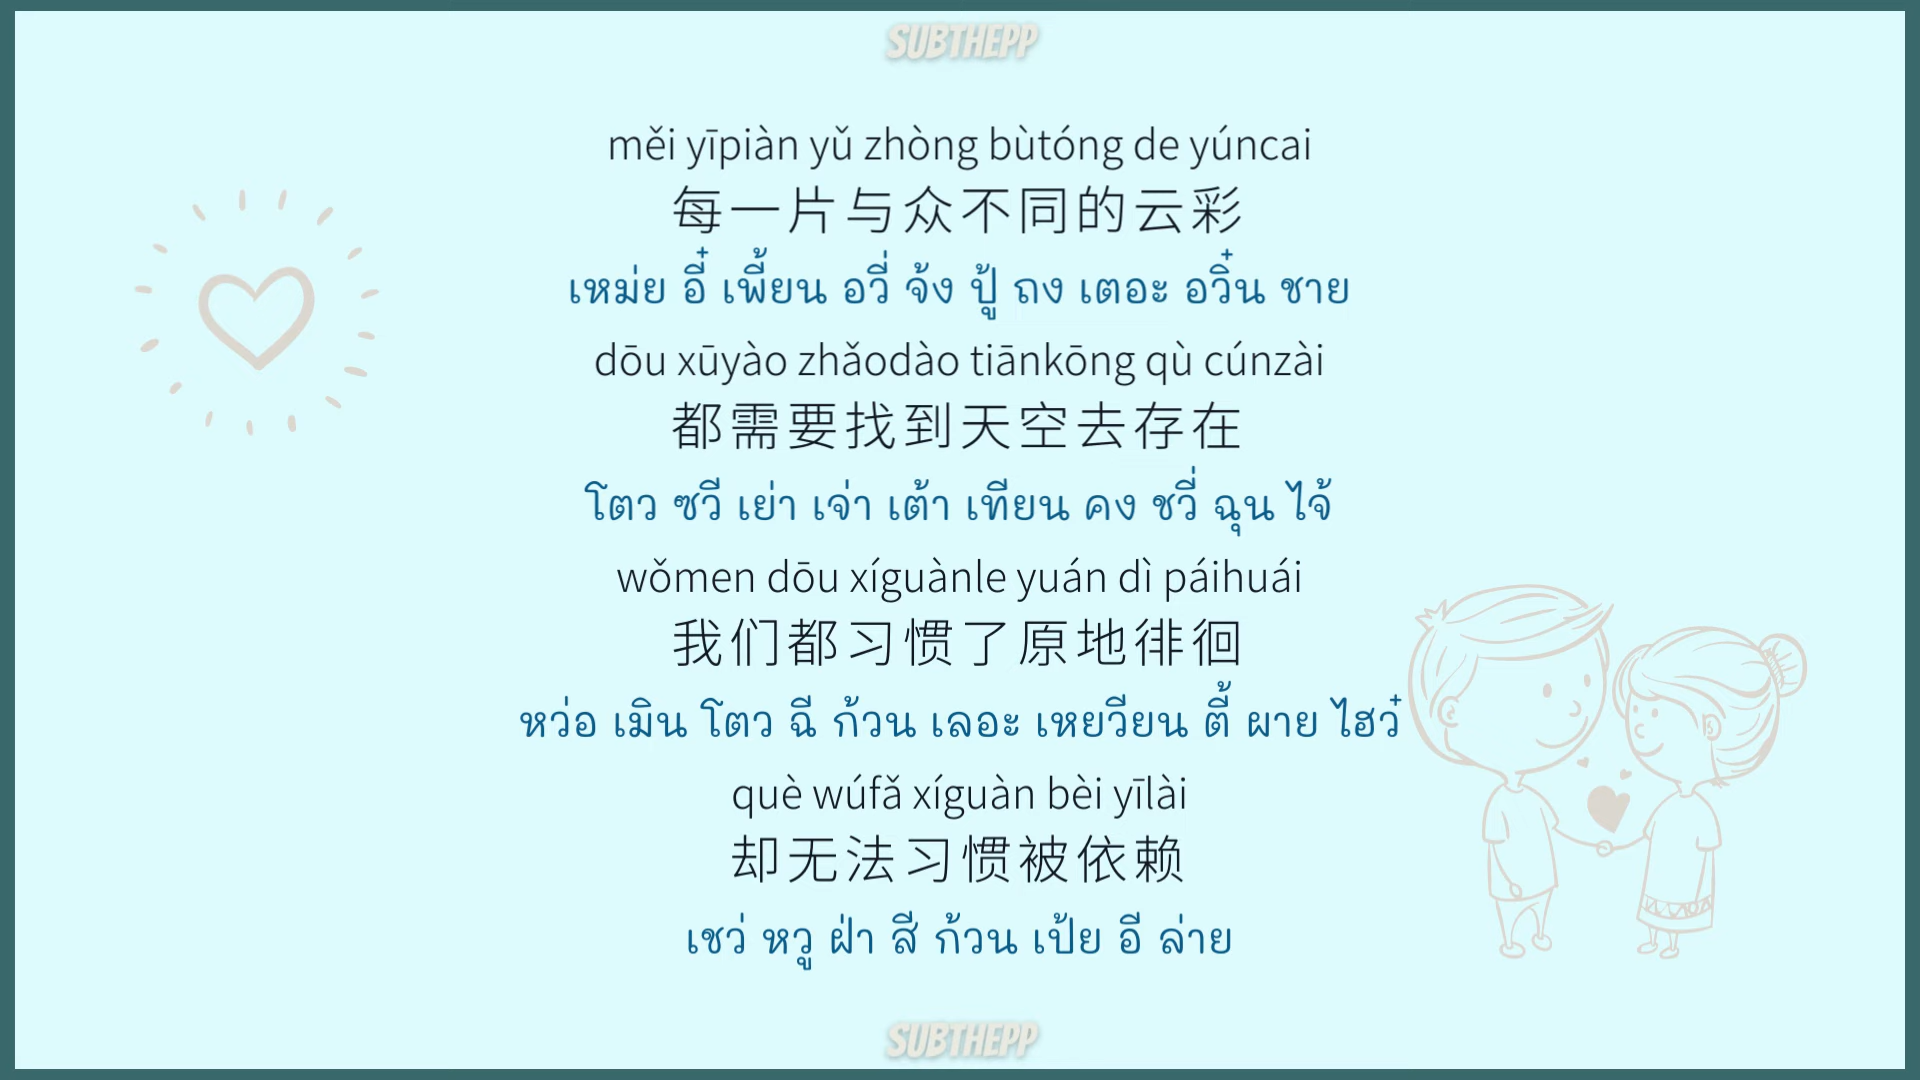 SUBTHEPP
měi yīpiàn yǔ zhòng bùtóng de yúncai
每一片与众不同的云彩
เหม่ย อี๋ เพี้ยน อวี่ จ้ง ปู้ ถง เตอะ อวิ๋น ชาย
dōu xūyào zhǎodào tiānkōng qù cúnzài
都需要找到天空去存在
โตว ซวี เย่า เจ่า เต้า เทียน คง ชวี่ ฉุน ไจ้
wǒmen dōu xíguànle yuán dì páihuái
我们都习惯了原地徘徊
หว่อ เมิน โตว ฉี ก้วน เลอะ เหยวียน ตี้ ผาย ไฮว๋
què wúfǎ xíguàn bèi yīlài
却无法习惯被依赖
เชว่ หวู ฝ่า สี ก้วน เป้ย อี ล่าย
SUBTHEPP